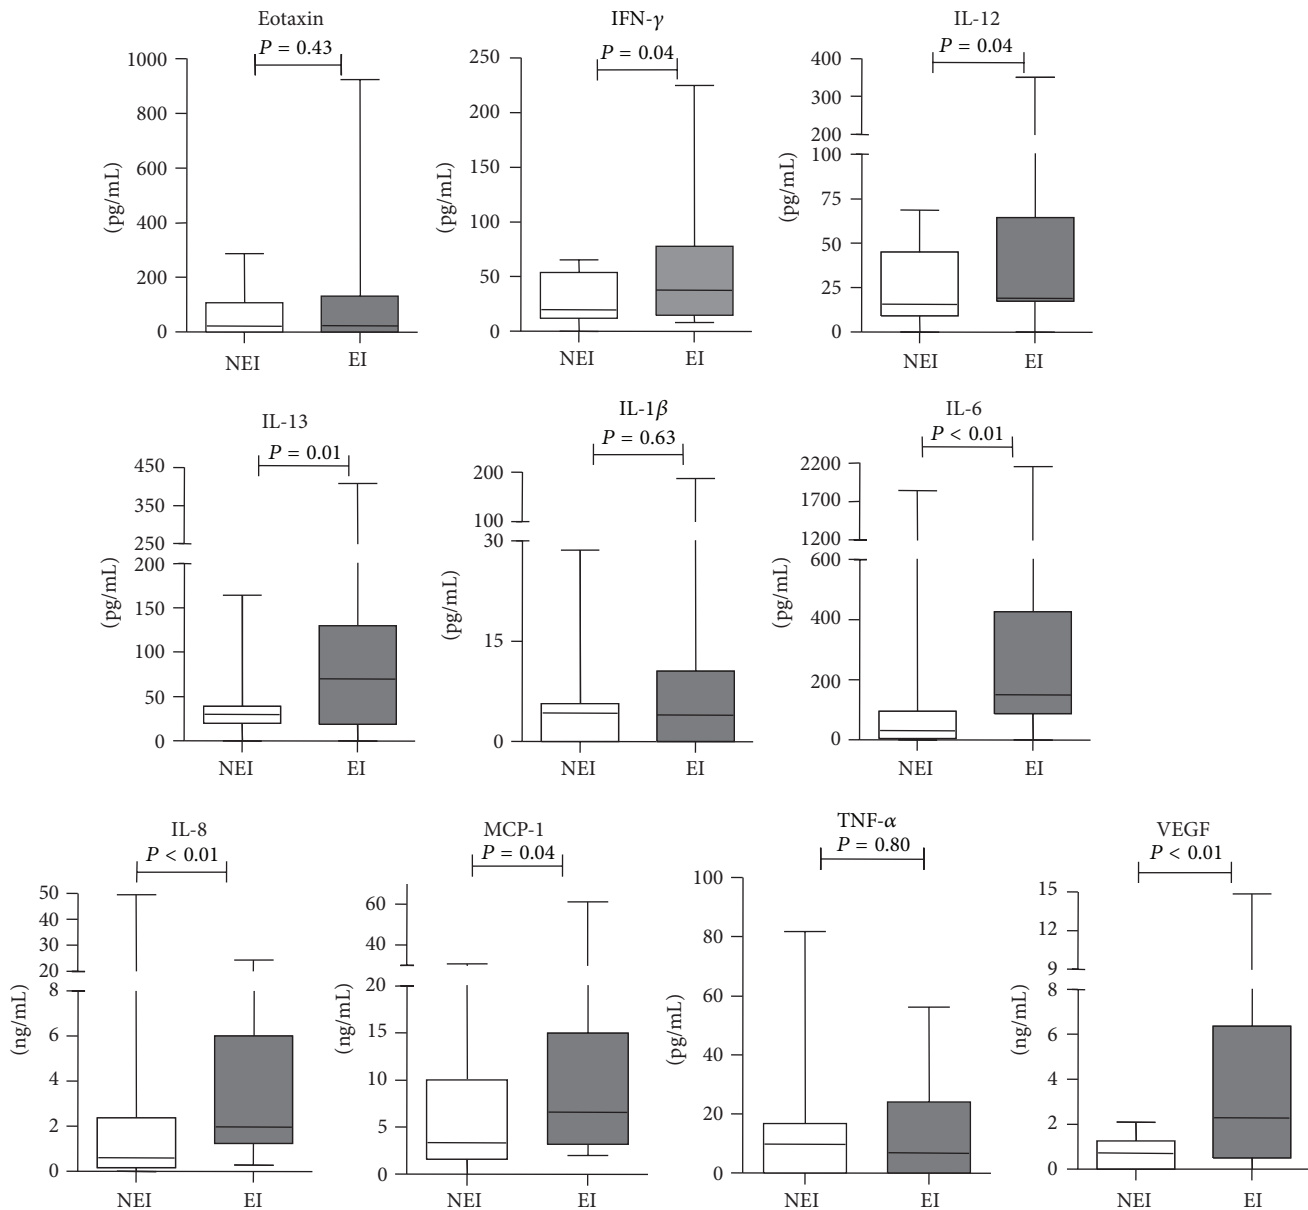 Eotaxin
P = 0.43
1000
800
600
400
200
0
(pg/mL)
NEI
EI
IFN-γ
P = 0.04
250
200
150
100
50
0
(pg/mL)
NEI
EI
IL-12
P = 0.04
400
300
200
100
75
50
25
0
(pg/mL)
NEI
EI
IL-13
P = 0.01
450
350
250
200
150
100
50
0
(pg/mL)
NEI
EI
IL-1β
P = 0.63
200
100
30
15
0
(pg/mL)
NEI
EI
IL-6
P < 0.01
2200
1700
1200
600
400
200
0
(pg/mL)
NEI
EI
IL-8
P < 0.01
50
40
30
20
8
6
4
2
0
(ng/mL)
NEI
EI
MCP-1
P = 0.04
60
40
20
15
10
5
0
(ng/mL)
NEI
EI
TNF-α
P = 0.80
100
80
60
40
20
0
(pg/mL)
NEI
EI
VEGF
P < 0.01
15
12
9
8
6
4
2
0
(ng/mL)
NEI
EI